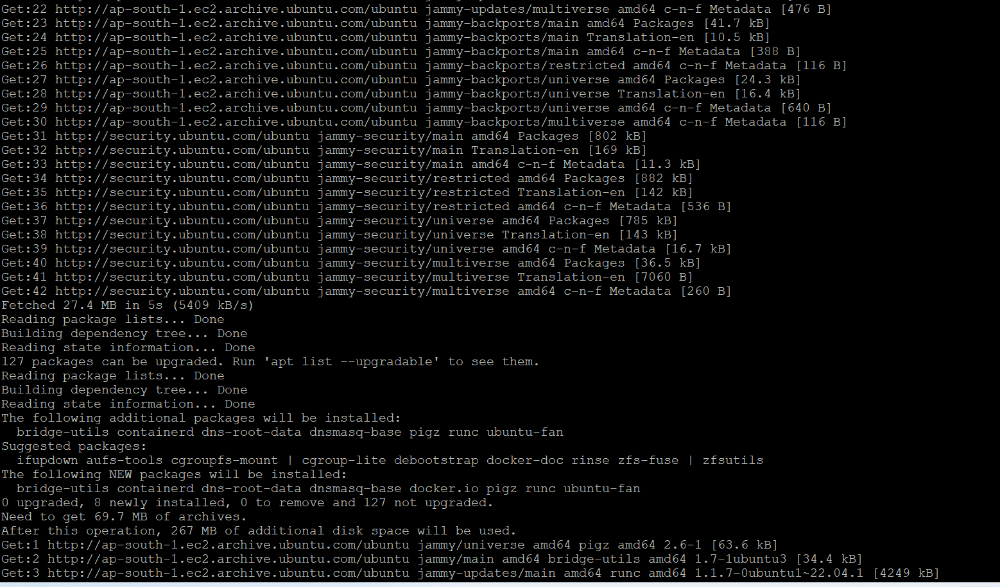 Get:22 http://ap-south-1.ec2.archive.ubuntu.com/ubuntu jammy-updates/multiverse amd64 c-n-f Metadata [476 B]
Get:23 http://ap-south-1.ec2.archive.ubuntu.com/ubuntu jammy-backports/main amd64 Packages [41.7 kB]
Get:24 http://ap-south-1.ec2.archive.ubuntu.com/ubuntu jammy-backports/main Translation-en [10.5 kB]
Get:25 http://ap-south-1.ec2.archive.ubuntu.com/ubuntu jammy-backports/main amd64 c-n-f Metadata [388 B]
Get:26 http://ap-south-1.ec2.archive.ubuntu.com/ubuntu jammy-backports/restricted amd64 c-n-f Metadata [116 B]
Get:27 http://ap-south-1.ec2.archive.ubuntu.com/ubuntu jammy-backports/universe amd64 Packages [24.3 kB]
Get:28 http://ap-south-1.ec2.archive.ubuntu.com/ubuntu jammy-backports/universe Translation-en [16.4 kB]
Get:29 http://ap-south-1.ec2.archive.ubuntu.com/ubuntu jammy-backports/universe amd64 c-n-f Metadata [640 B]
Get:30 http://ap-south-1.ec2.archive.ubuntu.com/ubuntu jammy-backports/multiverse amd64 c-n-f Metadata [116 B]
Get:31 http://security.ubuntu.com/ubuntu jammy-security/main amd64 Packages [802 kB]
Get:32 http://security.ubuntu.com/ubuntu jammy-security/main Translation-en [169 kB]
Get:33 http://security.ubuntu.com/ubuntu jammy-security/main amd64 c-n-f Metadata [11.3 kB]
Get:34 http://security.ubuntu.com/ubuntu jammy-security/restricted amd64 Packages [882 kB]
Get:35 http://security.ubuntu.com/ubuntu jammy-security/restricted Translation-en [142 kB]
Get:36 http://security.ubuntu.com/ubuntu jammy-security/restricted amd64 c-n-f Metadata [536 B]
Get:37 http://security.ubuntu.com/ubuntu jammy-security/universe amd64 Packages [785 kB]
Get:38 http://security.ubuntu.com/ubuntu jammy-security/universe Translation-en [143 kB]
Get:39 http://security.ubuntu.com/ubuntu jammy-security/universe amd64 c-n-f Metadata [16.7 kB]
Get:40 http://security.ubuntu.com/ubuntu jammy-security/multiverse amd64 Packages [36.5 kB]
Get:41 http://security.ubuntu.com/ubuntu jammy-security/multiverse Translation-en [7060 B]
Get:42 http://security.ubuntu.com/ubuntu jammy-security/multiverse amd64 c-n-f Metadata [260 B]
Fetched 27.4 MB in 5s (5409 kB/s)
Reading package lists... Done
Building dependency tree... Done
Reading state information... Done
127 packages can be upgraded. Run 'apt list --upgradable' to see them.
Reading package lists... Done
Building dependency tree... Done
Reading state information... Done
The following additional packages will be installed:
  bridge-utils containerd dns-root-data dnsmasq-base pigz runc ubuntu-fan
Suggested packages:
  ifupdown aufs-tools cgroupfs-mount | cgroup-lite debootstrap docker-doc rinse zfs-fuse | zfsutils
The following NEW packages will be installed:
  bridge-utils containerd dns-root-data dnsmasq-base docker.io pigz runc ubuntu-fan
0 upgraded, 8 newly installed, 0 to remove and 127 not upgraded.
Need to get 69.7 MB of archives.
After this operation, 267 MB of additional disk space will be used.
Get:1 http://ap-south-1.ec2.archive.ubuntu.com/ubuntu jammy/universe amd64 pigz amd64 2.6-1 [63.6 kB]
Get:2 http://ap-south-1.ec2.archive.ubuntu.com/ubuntu jammy/main amd64 bridge-utils amd64 1.7-1ubuntu3 [34.4 kB]
Get:3 http://ap-south-1.ec2.archive.ubuntu.com/ubuntu jammy-updates/main amd64 runc amd64 1.1.7-0ubuntu1~22.04.1 [4249 kB]